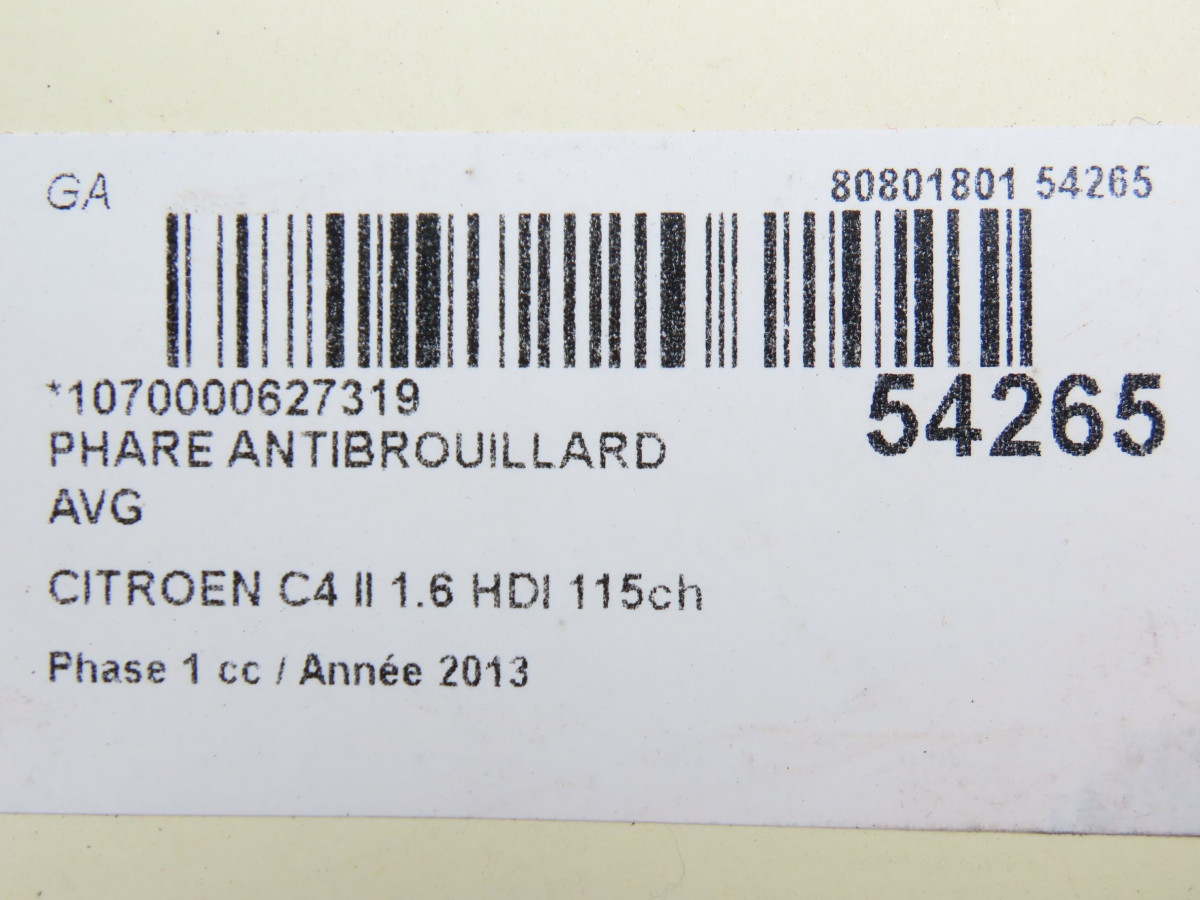 GA
80801801 54265
*1070000627319
54265
PHARE ANTIBROUILLARD
AVG
CITROEN C4 II 1.6 HDI 115ch
Phase 1 cc / Année 2013